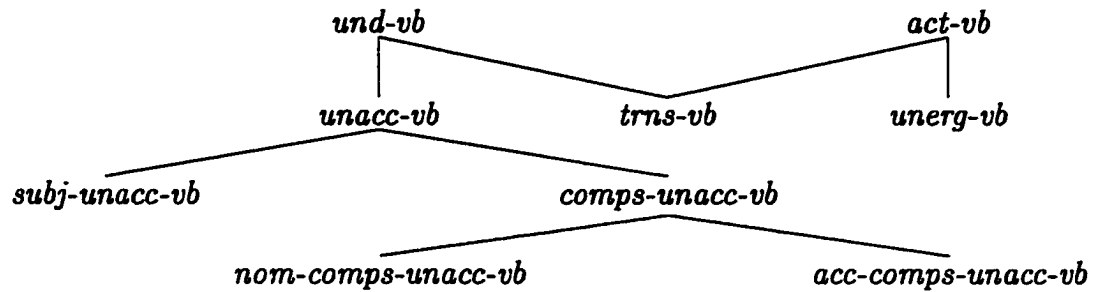 und-vb act-vb
unacc-vb trns-vb unerg-vb
subj-unacc-vb comps-unacc-vb
nom-comps-unacc-vb acc-comps-unacc-vb